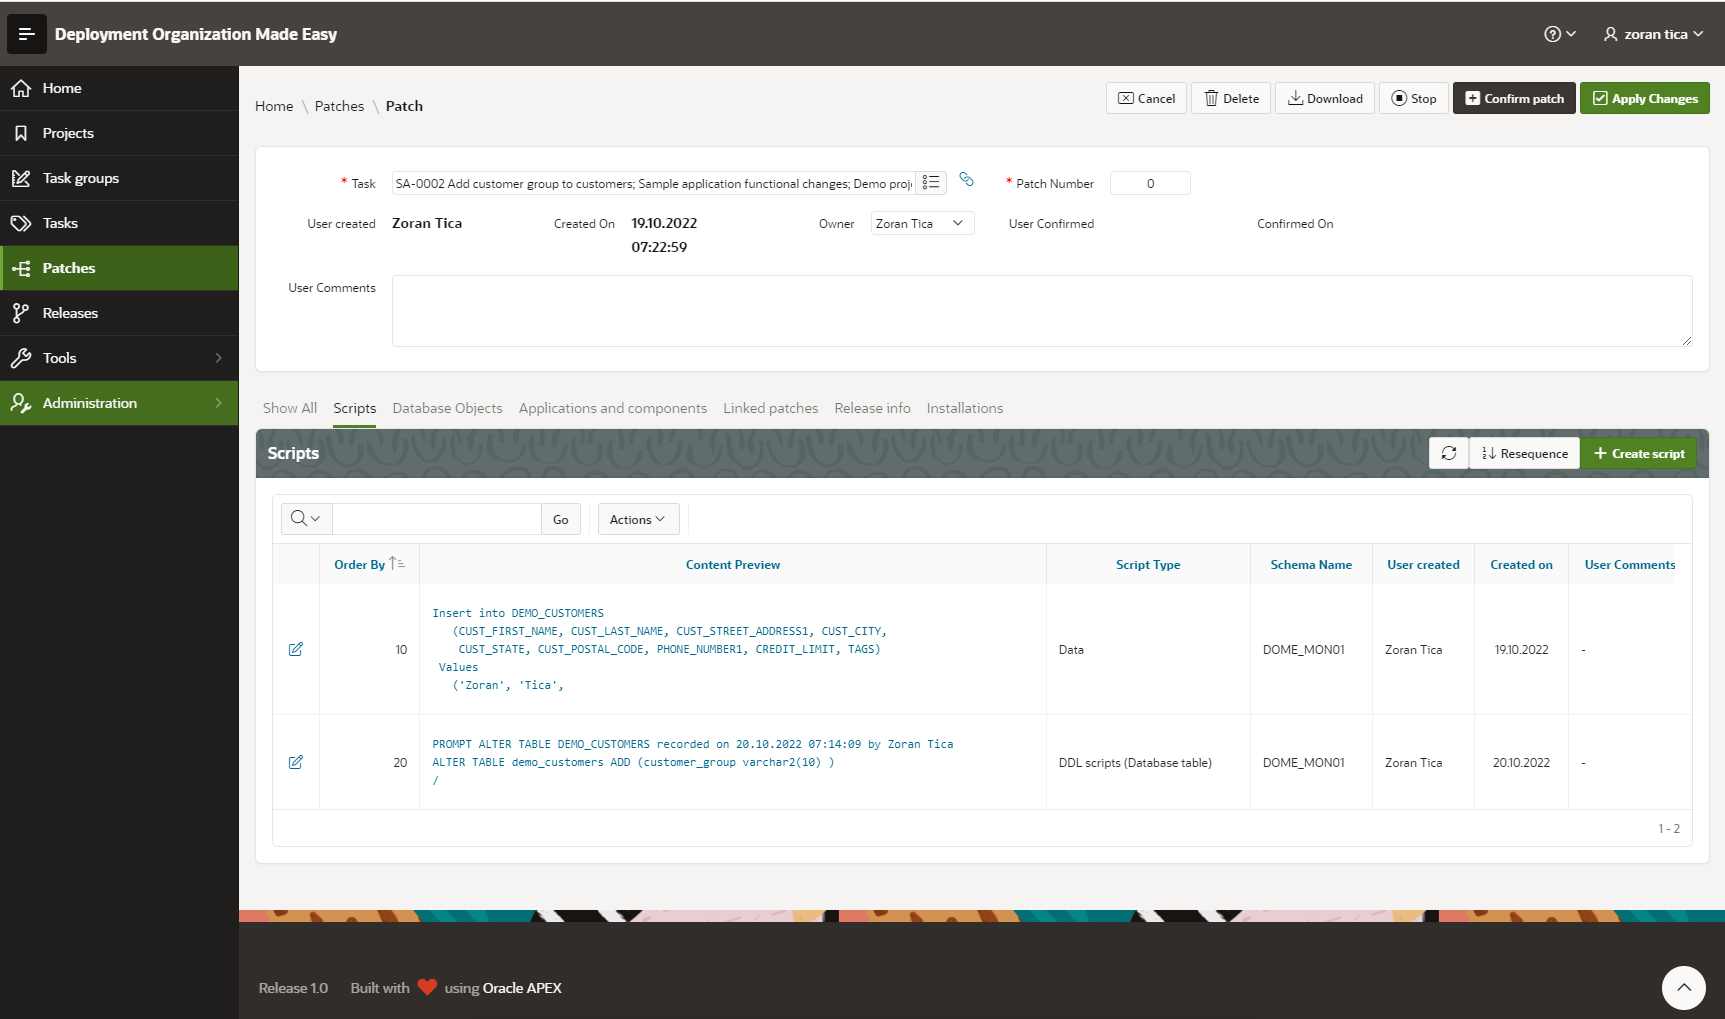 Deployment Organization Made Easy
zoran tica
Home
Projects
Task groups
Tasks
Patches
Releases
Tools
Administration
Home \ Patches \ Patch
Cancel
Delete
Download
Stop
Confirm patch
Apply Changes
* Task
SA-0002 Add customer group to customers; Sample application functional changes; Demo proj
* Patch Number
0
User created
Zoran Tica
Created On
19.10.2022
07:22:59
Owner
Zoran Tica
User Confirmed
Confirmed On
User Comments
Show All
Scripts
Database Objects
Applications and components
Linked patches
Release info
Installations
Scripts
Resequence
Create script
Go
Actions
Order By
Content Preview
Script Type
Schema Name
User created
Created on
User Comments
10
Insert into DEMO_CUSTOMERS
(CUST_FIRST_NAME, CUST_LAST_NAME, CUST_STREET_ADDRESS1, CUST_CITY,
CUST_STATE, CUST_POSTAL_CODE, PHONE_NUMBER1, CREDIT_LIMIT, TAGS)
Values
('Zoran', 'Tica',
Data
DOME_MON01
Zoran Tica
19.10.2022
-
20
PROMPT ALTER TABLE DEMO_CUSTOMERS recorded on 20.10.2022 07:14:09 by Zoran Tica
ALTER TABLE demo_customers ADD (customer_group varchar2(10) )
/
DDL scripts (Database table)
DOME_MON01
Zoran Tica
20.10.2022
-
1 - 2
Release 1.0
Built with ❤ using Oracle APEX